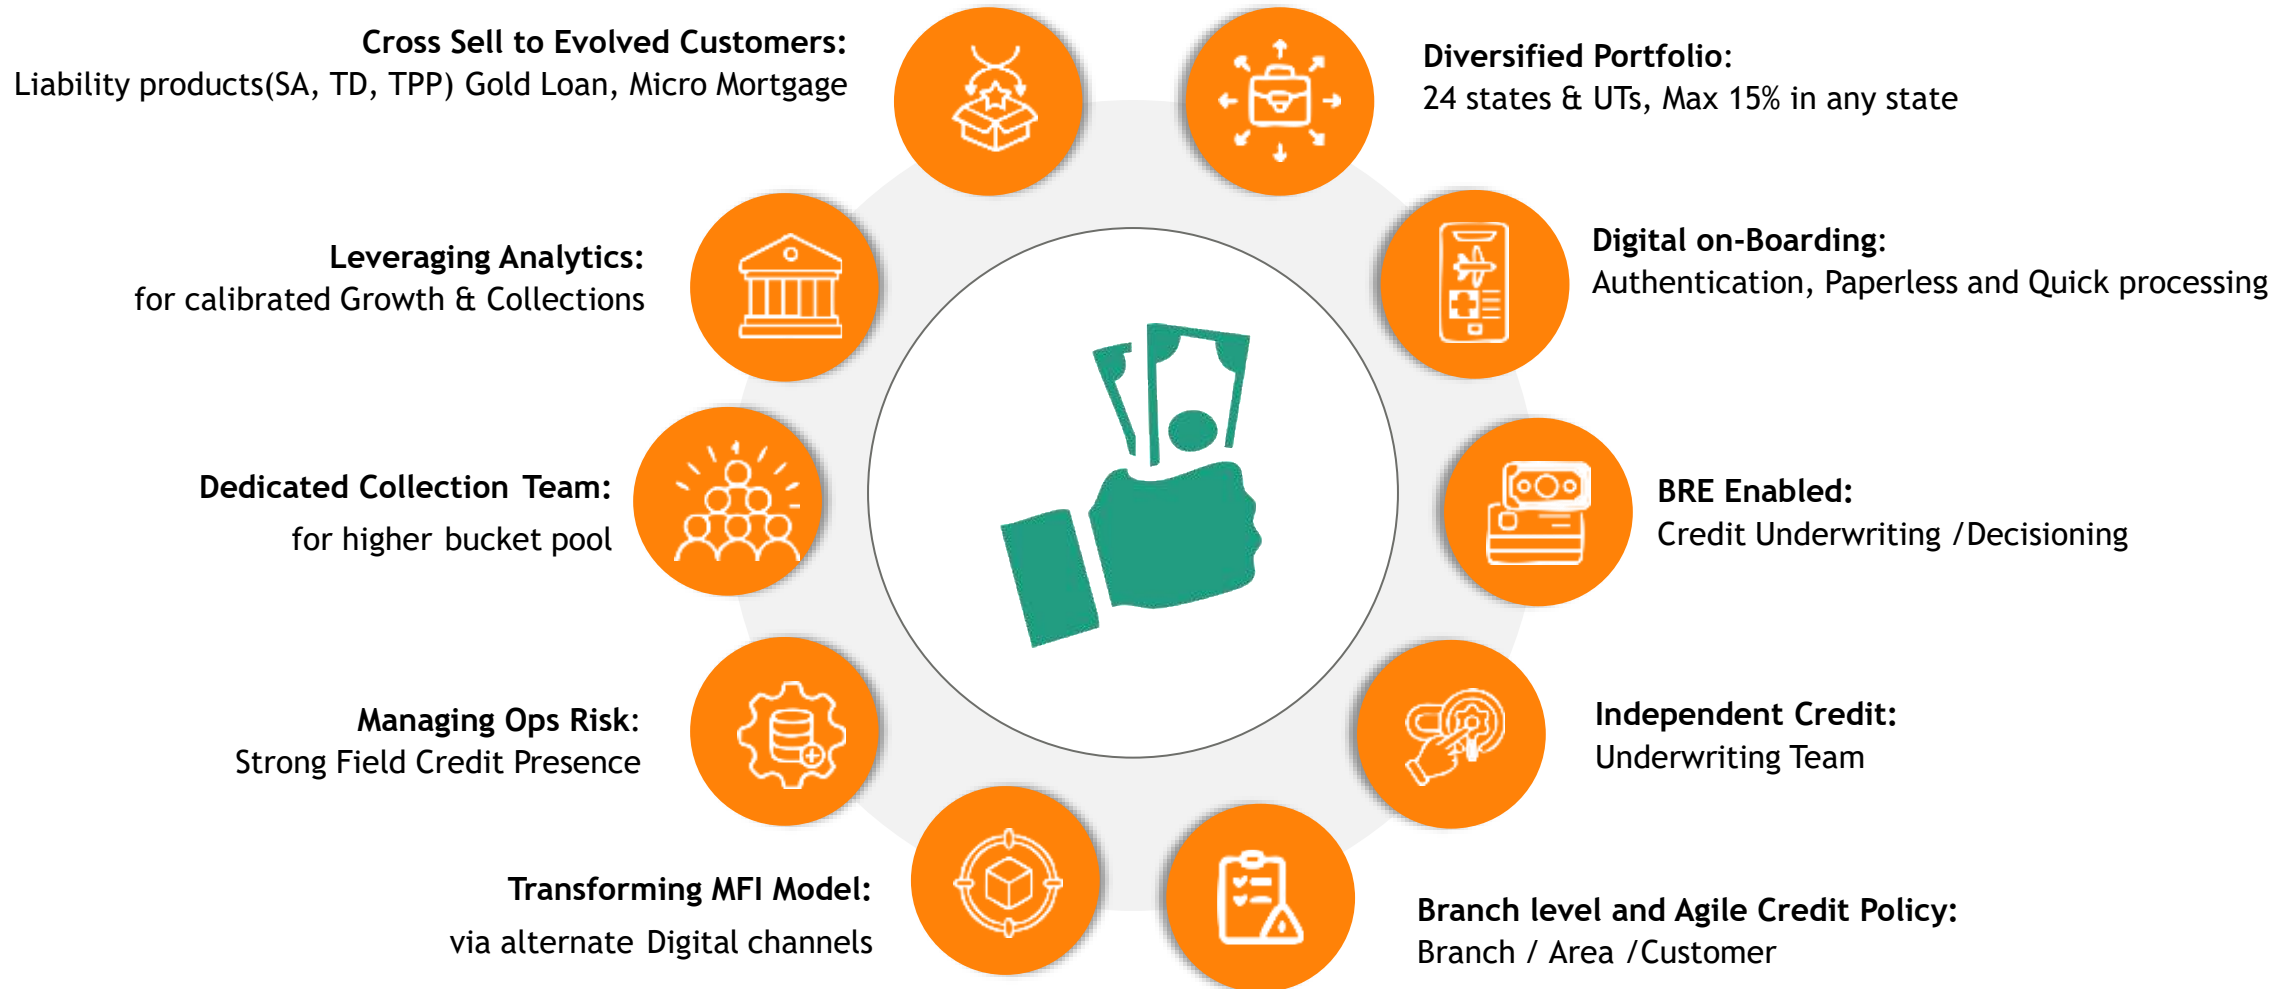 Cross Sell to Evolved Customers:
Liability products(SA, TD, TPP) Gold Loan, Micro Mortgage
Diversified Portfolio:
24 states & UTs, Max 15% in any state
Leveraging Analytics:
for calibrated Growth & Collections
Digital on-Boarding:
Authentication, Paperless and Quick processing
Dedicated Collection Team:
for higher bucket pool
BRE Enabled:
Credit Underwriting /Decisioning
Managing Ops Risk:
Strong Field Credit Presence
Independent Credit:
Underwriting Team
Transforming MFI Model:
via alternate Digital channels
Branch level and Agile Credit Policy:
Branch / Area /Customer